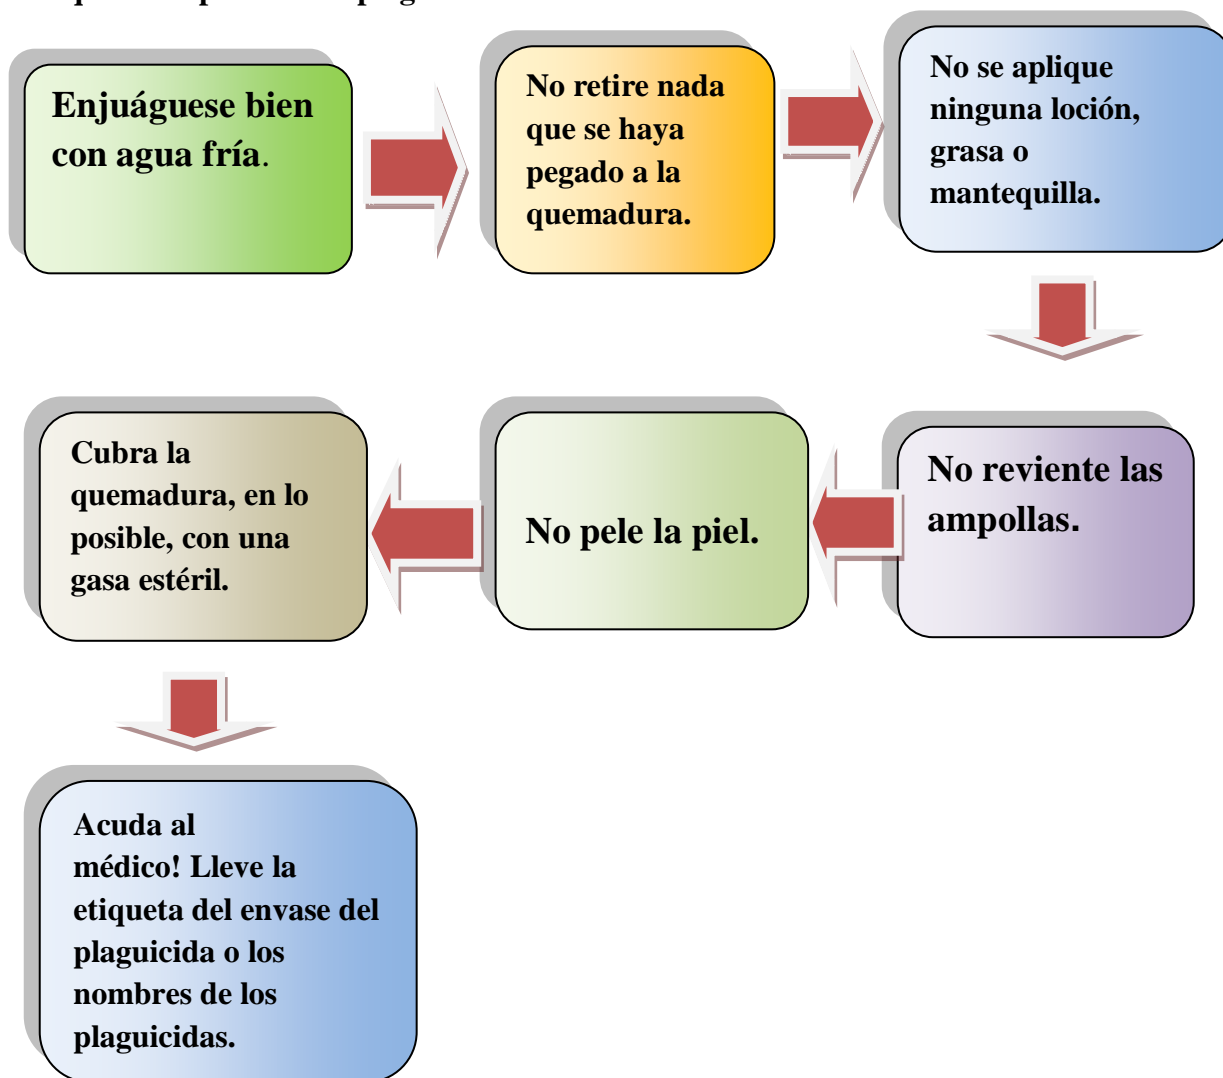 Enjuáguese bien
con agua fría.
No retire nada
que se haya
pegado a la
quemadura.
No se aplique
ninguna loción,
grasa o
mantequilla.
No reviente las
ampollas.
No pele la piel.
Cubra la
quemadura, en lo
posible, con una
gasa estéril.
Acuda al
médico! Lleve la
etiqueta del envase del
plaguicida o los
nombres de los
plaguicidas.